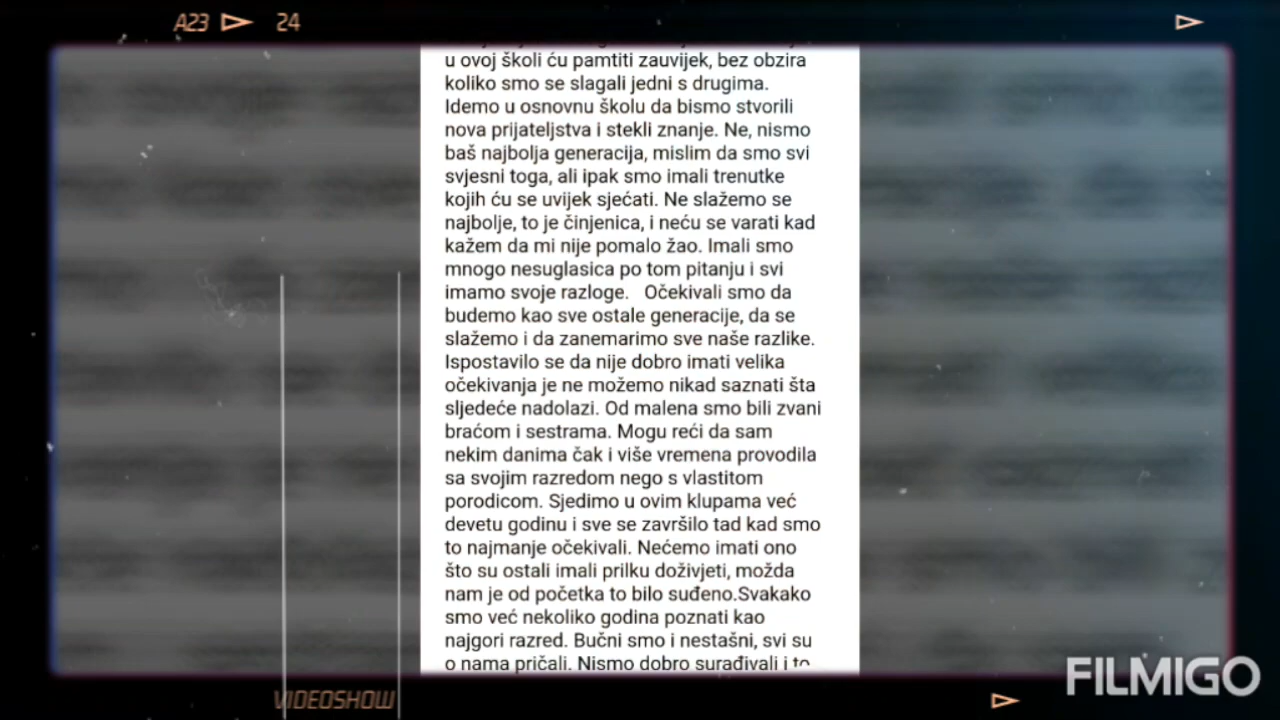 A23 24
u ovoj školi ću pamtiti zauvijek, bez obzira
koliko smo se slagali jedni s drugima.
Idemo u osnovnu školu da bismo stvorili
nova prijateljstva i stekli znanje. Ne, nismo
baš najbolja generacija, mislim da smo svi
svjesni toga, ali ipak smo imali trenutke
kojih ću se uvijek sjećati. Ne slažemo se
najbolje, to je činjenica, i neću se varati kad
kažem da mi nije pomalo žao. Imali smo
mnogo nesuglasica po tom pitanju i svi
imamo svoje razloge.   Očekivali smo da
budemo kao sve ostale generacije, da se
slažemo i da zanemarimo sve naše razlike.
Ispostavilo se da nije dobro imati velika
očekivanja je ne možemo nikad saznati šta
sljedeće nadolazi. Od malena smo bili zvani
braćom i sestrama. Mogu reći da sam
nekim danima čak i više vremena provodila
sa svojim razredom nego s vlastitom
porodicom. Sjedimo u ovim klupama već
devetu godinu i sve se završilo tad kad smo
to najmanje očekivali. Nećemo imati ono
što su ostali imali prilku doživjeti, možda
nam je od početka to bilo suđeno.Svakako
smo već nekoliko godina poznati kao
najgori razred. Bučni smo i nestašni, svi su
o nama pričali. Nismo dobro surađivali i to
VIDEOSHOW
FILMIGO